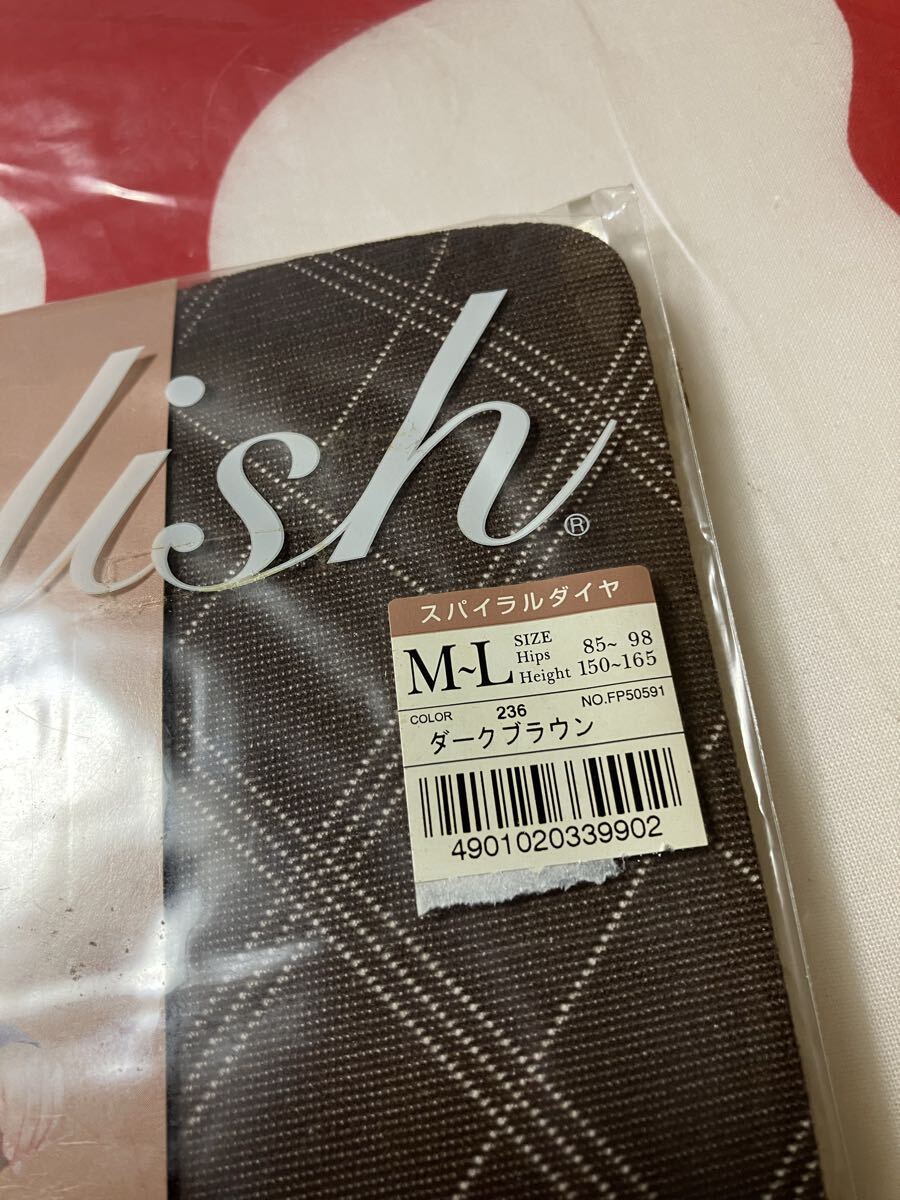 lish®
スパイラルダイヤ
M~L SIZE
Hips 85~ 98
Height 150~165
COLOR 236 NO.FP50591
ダークブラウン
4901020339902